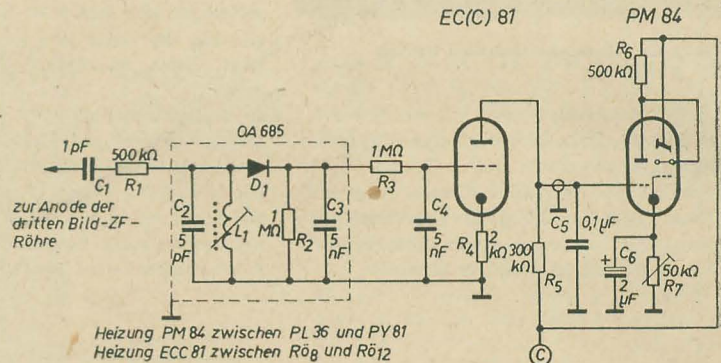 EC(C) 81
PM 84
R6
500 kΩ
OA 685
1 pF
C1
500 kΩ
R1
D1
1 MΩ
R3
zur Anode der
dritten Bild-ZF-
Röhre
C2
5
pF
L1
1
MΩ
R2
C3
5
nF
C4
5
nF
R4
2
kΩ
300
kΩ
R5
C5
0,1 µF
+
C6
2
µF
50 kΩ
R7
C
Heizung PM 84 zwischen PL 36 und PY 81
Heizung ECC 81 zwischen Rö8 und Rö12